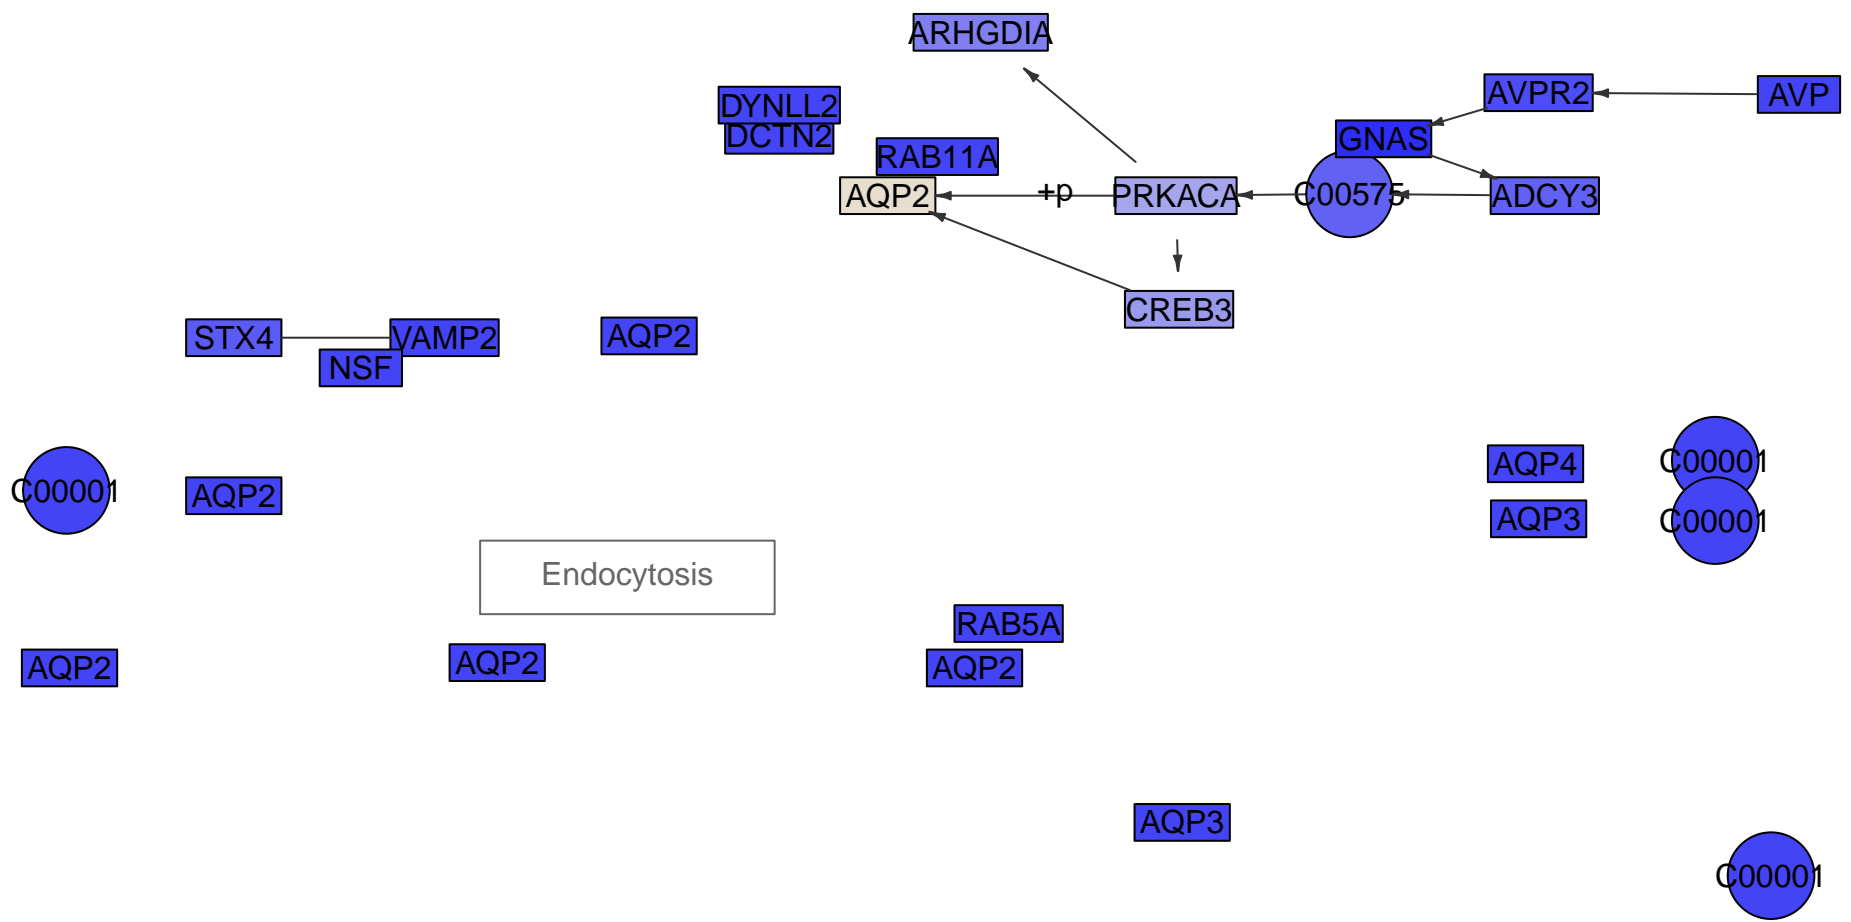 ARHGDIA
AVPR2
AVP
DYNLL2
DCTN2
GNAS
RAB11A
AQP2
+p
PRKACA
C00575
ADCY3
CREB3
STX4
VAMP2
AQP2
NSF
C00001
AQP2
AQP4
C00001
AQP3
C00001
Endocytosis
RAB5A
AQP2
AQP2
AQP2
AQP3
C00001